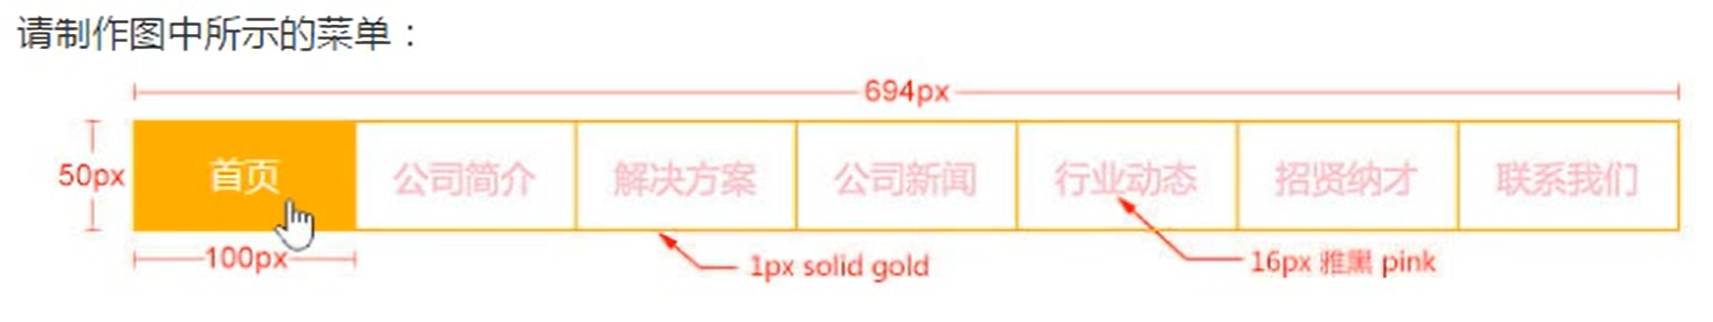 请制作图中所示的菜单：
694px
50px
首页 公司简介 解决方案 公司新闻 行业动态 招贤纳才 联系我们
100px
1px solid gold
16px 雅黑 pink